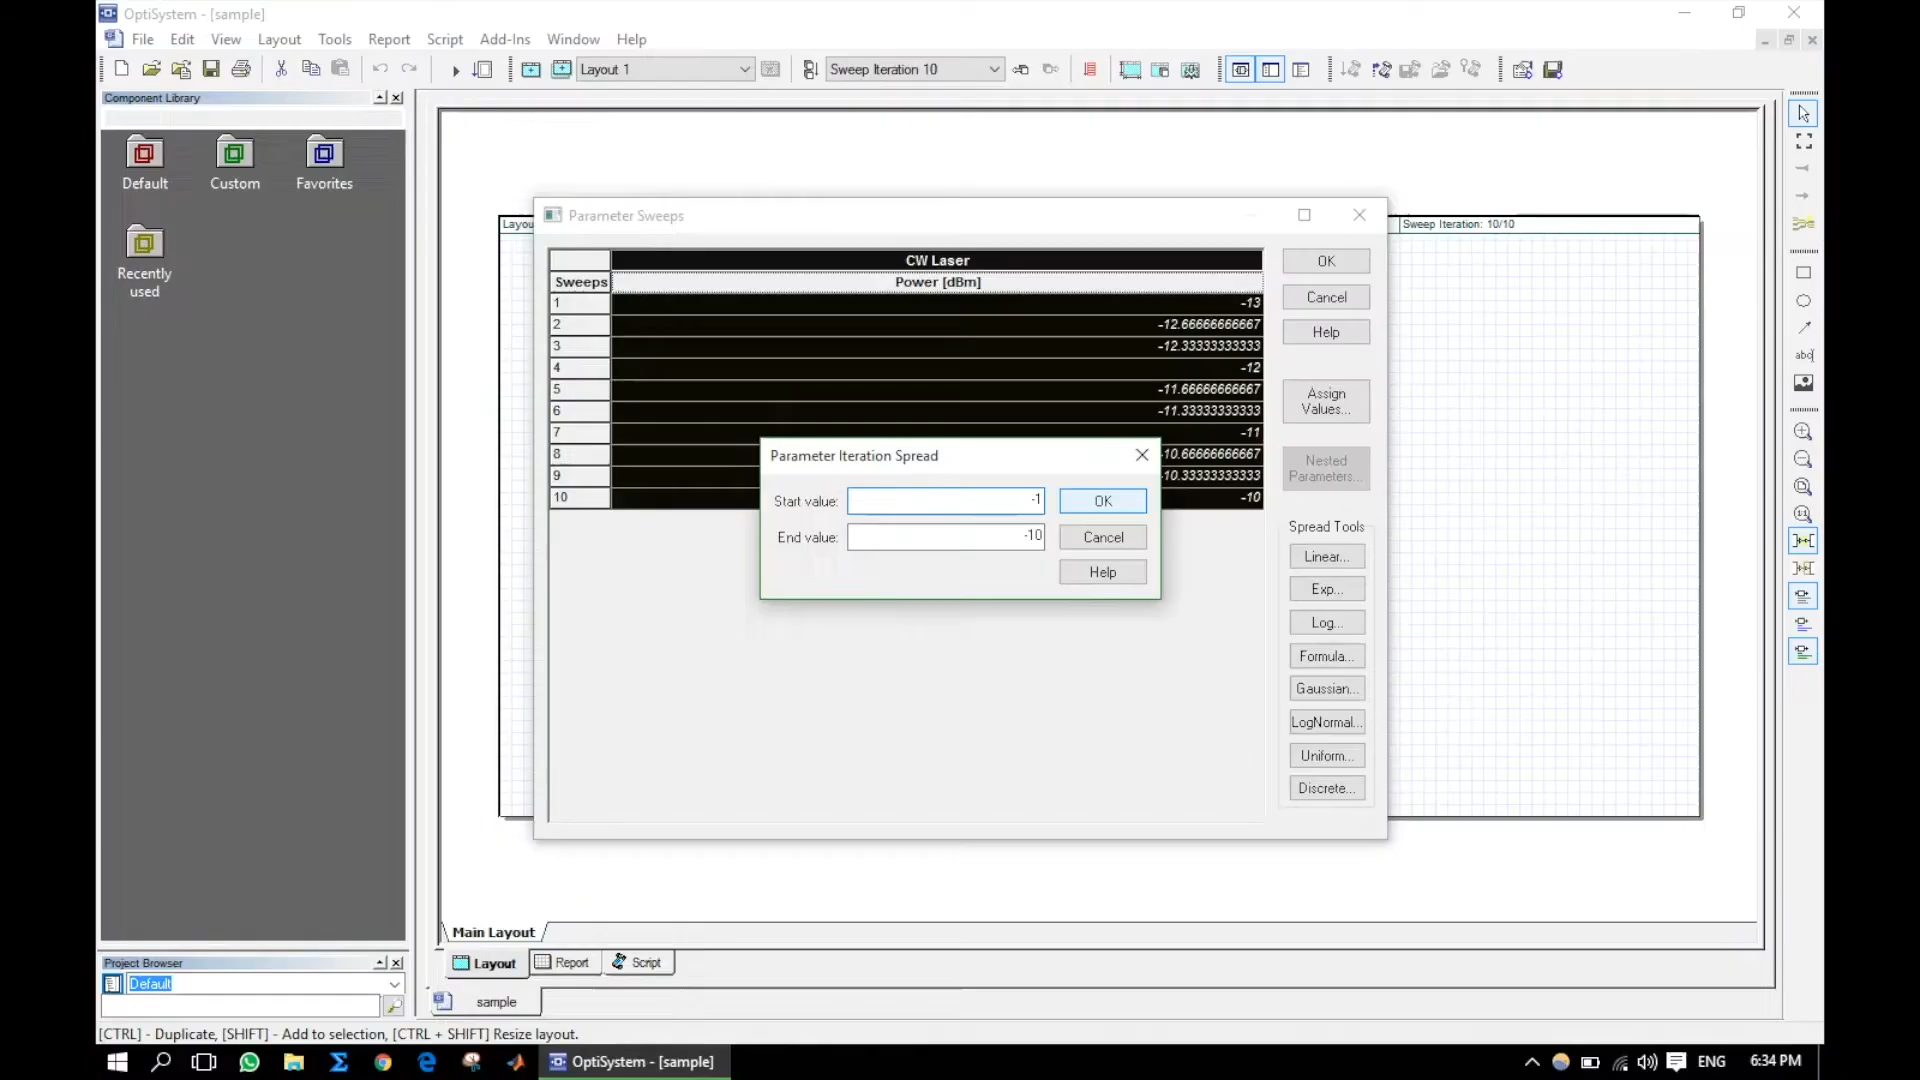 OptiSystem - [sample]
File Edit View Layout Tools Report Script Add-Ins Window Help
Layout 1
Sweep Iteration 10
Component Library
Default
Custom
Favorites
Recently
used
Layou
Sweep Iteration: 10/10
Parameter Sweeps
CW Laser
Sweeps Power [dBm]
1 -13
2 -12.66666666667
3 -12.33333333333
4 -12
5 -11.66666666667
6 -11.33333333333
7 -11
8 -10.66666666667
9 -10.33333333333
10 -10
OK
Cancel
Help
Assign
Values...
Nested
Parameters...
Spread Tools
Linear...
Exp...
Log...
Formula...
Gaussian...
LogNormal...
Uniform...
Discrete...
Parameter Iteration Spread
Start value: -1 OK
End value: -10 Cancel
Help
abc
1:1
Main Layout
Layout Report Script
sample
Project Browser
Default
[CTRL] - Duplicate, [SHIFT] - Add to selection, [CTRL + SHIFT] Resize layout.
OptiSystem - [sample]
ENG 6:34 PM